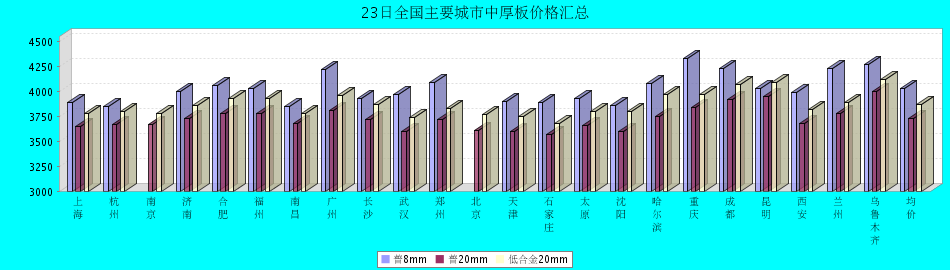 23日全国主要城市中厚板价格汇总
4500
4250
4000
3750
3500
3250
3000
上海
杭州
南京
济南
合肥
福州
南昌
广州
长沙
武汉
郑州
北京
天津
石家庄
太原
沈阳
哈尔滨
重庆
成都
昆明
西安
兰州
乌鲁木齐
均价
普8mm 普20mm 低合金20mm